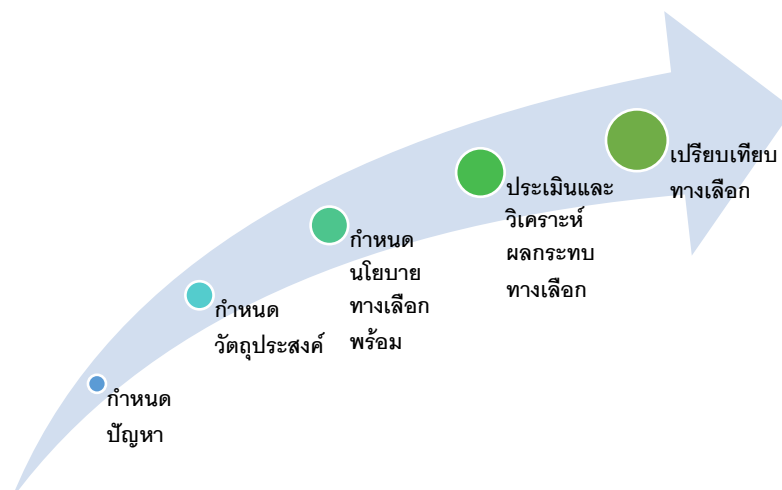 กำหนด
ปัญหา
กำหนด
วัตถุประสงค์
กำหนด
นโยบาย
ทางเลือก
พร้อม
ประเมินและ
วิเคราะห์
ผลกระทบ
ทางเลือก
เปรียบเทียบ
ทางเลือก